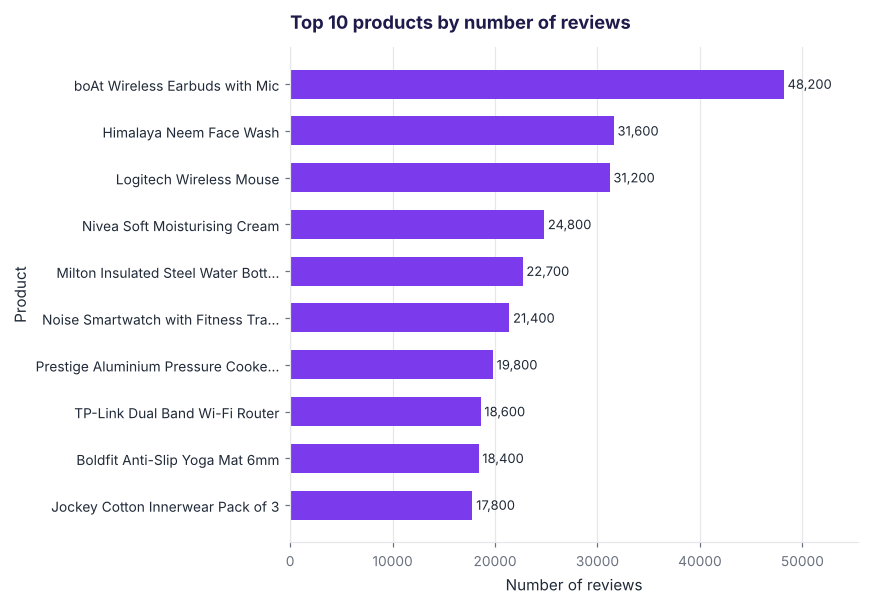 Top 10 products by number of reviews
boAt Wireless Earbuds with Mic 48,200
Himalaya Neem Face Wash 31,600
Logitech Wireless Mouse 31,200
Nivea Soft Moisturising Cream 24,800
Milton Insulated Steel Water Bott... 22,700
Noise Smartwatch with Fitness Tra... 21,400
Prestige Aluminium Pressure Cooke... 19,800
TP-Link Dual Band Wi-Fi Router 18,600
Boldfit Anti-Slip Yoga Mat 6mm 18,400
Jockey Cotton Innerwear Pack of 3 17,800
Product
0 10000 20000 30000 40000 50000
Number of reviews